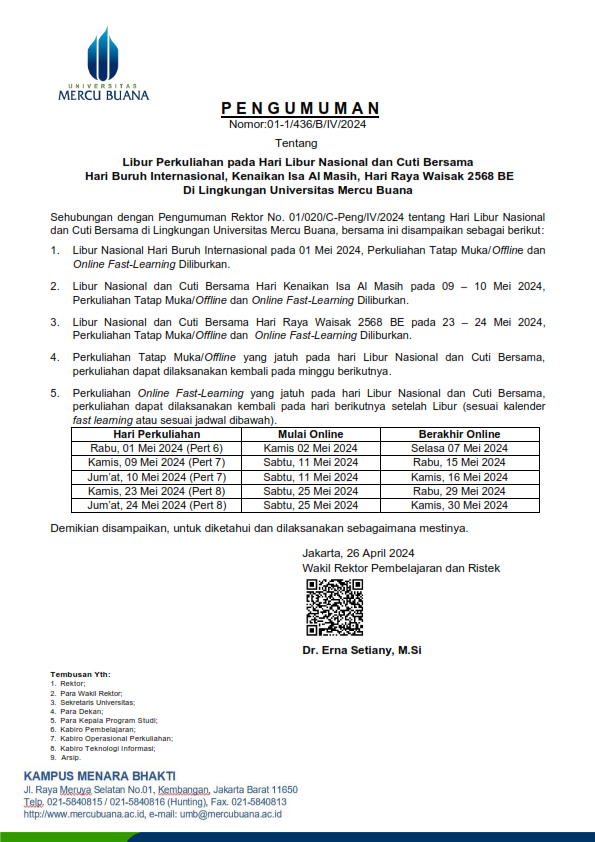 UNIVERSITAS
MERCU BUANA
PENGUMUMAN
Nomor:01-1/436/B/IV/2024
Tentang
Libur Perkuliahan pada Hari Libur Nasional dan Cuti Bersama
Hari Buruh Internasional, Kenaikan Isa Al Masih, Hari Raya Waisak 2568 BE
Di Lingkungan Universitas Mercu Buana
Sehubungan dengan Pengumuman Rektor No. 01/020/C-Peng/IV/2024 tentang Hari Libur Nasional
dan Cuti Bersama di Lingkungan Universitas Mercu Buana, bersama ini disampaikan sebagai berikut:
1. Libur Nasional Hari Buruh Internasional pada 01 Mei 2024, Perkuliahan Tatap Muka/Offline dan
Online Fast-Learning Diliburkan.
2. Libur Nasional dan Cuti Bersama Hari Kenaikan Isa Al Masih pada 09 – 10 Mei 2024,
Perkuliahan Tatap Muka/Offline dan Online Fast-Learning Diliburkan.
3. Libur Nasional dan Cuti Bersama Hari Raya Waisak 2568 BE pada 23 – 24 Mei 2024,
Perkuliahan Tatap Muka/Offline dan Online Fast-Learning Diliburkan.
4. Perkuliahan Tatap Muka/Offline yang jatuh pada hari Libur Nasional dan Cuti Bersama,
perkuliahan dapat dilaksanakan kembali pada minggu berikutnya.
5. Perkuliahan Online Fast-Learning yang jatuh pada hari Libur Nasional dan Cuti Bersama,
perkuliahan dapat dilaksanakan kembali pada hari berikutnya setelah Libur (sesuai kalender
fast learning atau sesuai jadwal dibawah).
Hari Perkuliahan Mulai Online Berakhir Online
Rabu, 01 Mei 2024 (Pert 6) Kamis 02 Mei 2024 Selasa 07 Mei 2024
Kamis, 09 Mei 2024 (Pert 7) Sabtu, 11 Mei 2024 Rabu, 15 Mei 2024
Jum'at, 10 Mei 2024 (Pert 7) Sabtu, 11 Mei 2024 Kamis, 16 Mei 2024
Kamis, 23 Mei 2024 (Pert 8) Sabtu, 25 Mei 2024 Rabu, 29 Mei 2024
Jum'at, 24 Mei 2024 (Pert 8) Sabtu, 25 Mei 2024 Kamis, 30 Mei 2024
Demikian disampaikan, untuk diketahui dan dilaksanakan sebagaimana mestinya.
Jakarta, 26 April 2024
Wakil Rektor Pembelajaran dan Ristek
Dr. Erna Setiany, M.Si
Tembusan Yth:
1. Rektor;
2. Para Wakil Rektor;
3. Sekretaris Universitas;
4. Para Dekan;
5. Para Kepala Program Studi;
6. Kabiro Pembelajaran;
7. Kabiro Operasional Perkuliahan;
8. Kabiro Teknologi Informasi;
9. Arsip.
KAMPUS MENARA BHAKTI
Jl. Raya Meruya Selatan No.01, Kembangan, Jakarta Barat 11650
Telp. 021-5840815 / 021-5840816 (Hunting), Fax. 021-5840813
http://www.mercubuana.ac.id, e-mail: umb@mercubuana.ac.id